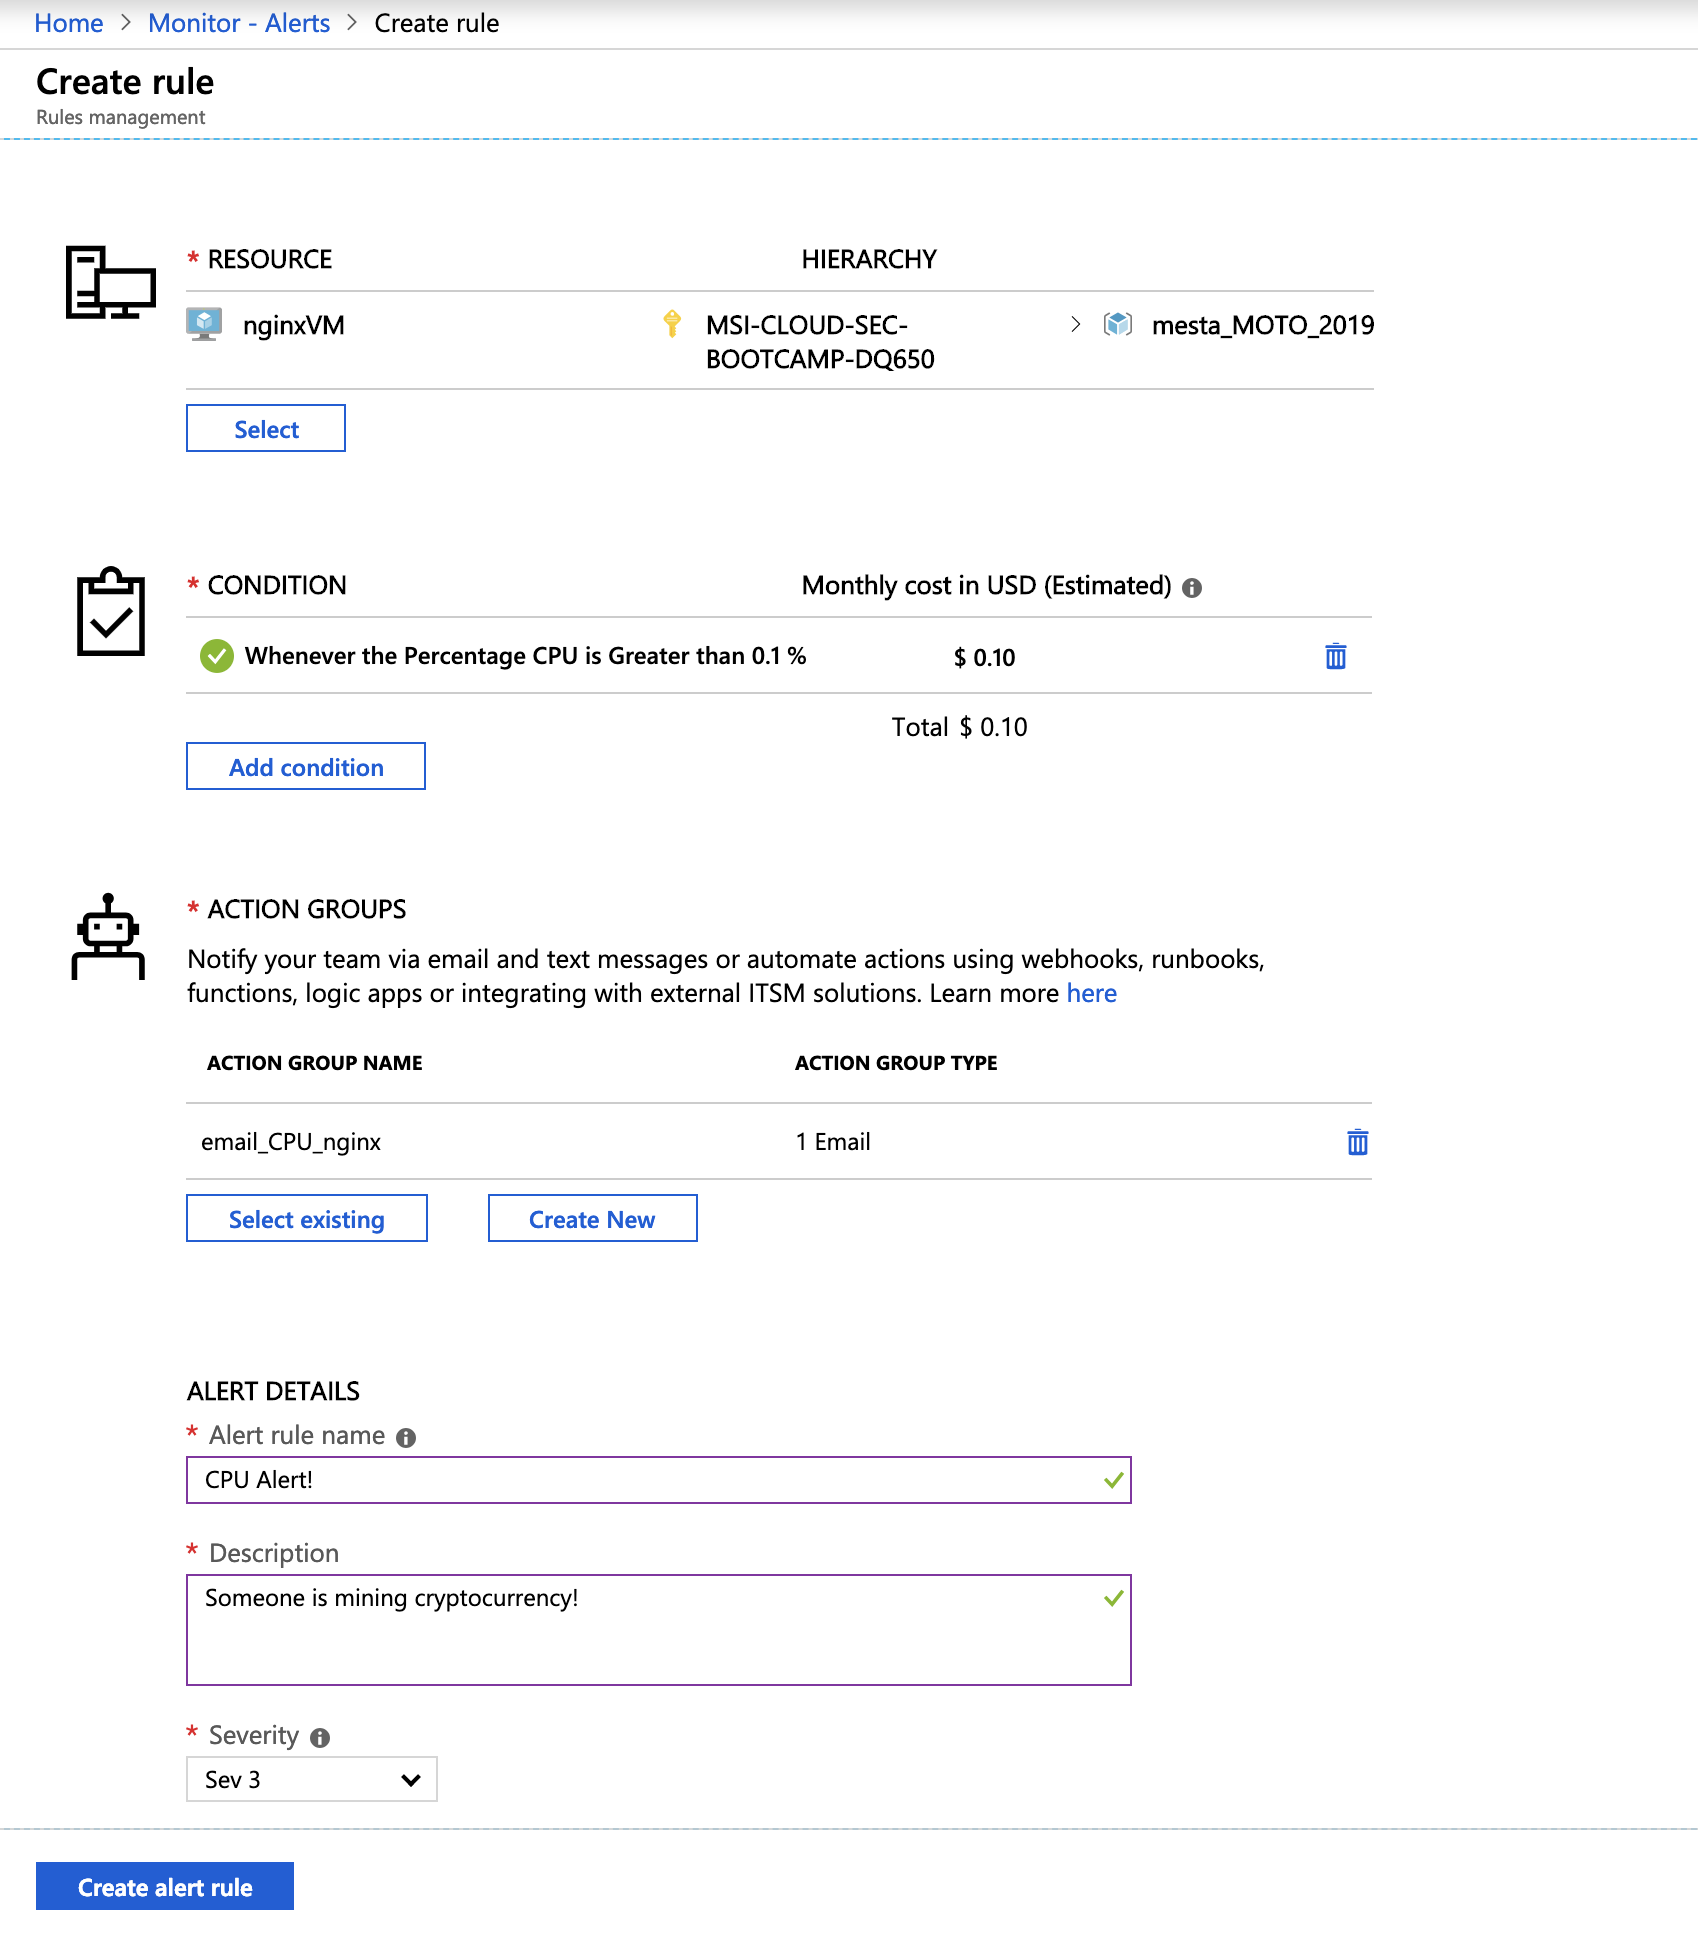 Home > Monitor - Alerts > Create rule
Create rule
Rules management
* RESOURCE HIERARCHY
nginxVM MSI-CLOUD-SEC- > mesta_MOTO_2019
BOOTCAMP-DQ650
Select
* CONDITION Monthly cost in USD (Estimated)
Whenever the Percentage CPU is Greater than 0.1 % $ 0.10
Total $ 0.10
Add condition
* ACTION GROUPS
Notify your team via email and text messages or automate actions using webhooks, runbooks,
functions, logic apps or integrating with external ITSM solutions. Learn more here
ACTION GROUP NAME ACTION GROUP TYPE
email_CPU_nginx 1 Email
Select existing Create New
ALERT DETAILS
* Alert rule name
CPU Alert!
* Description
Someone is mining cryptocurrency!
* Severity
Sev 3
Create alert rule